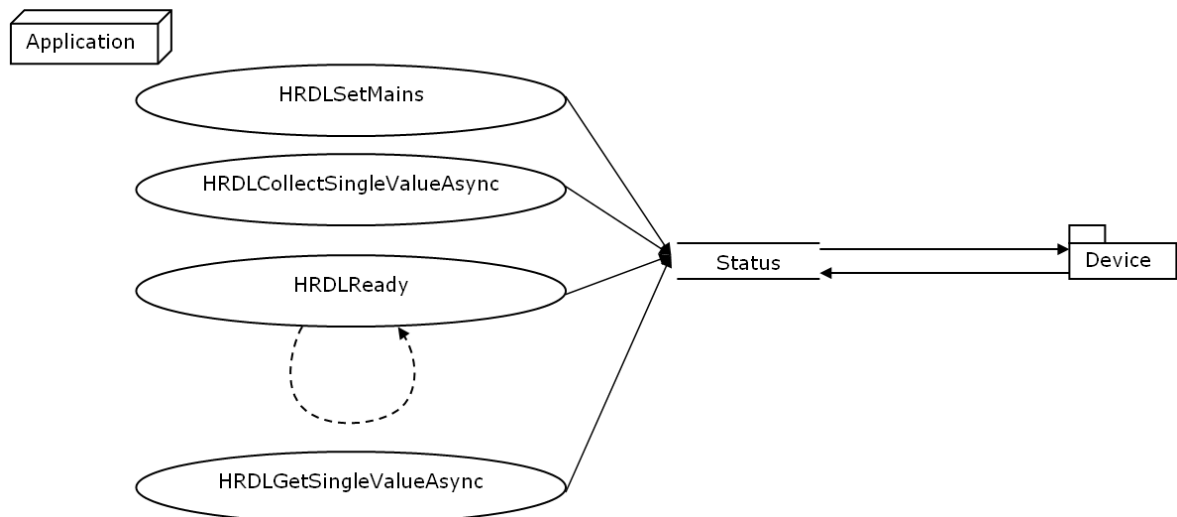 Application
HRDLSetMains
HRDLCollectSingleValueAsync
HRDLReady
Status
Device
HRDLGetSingleValueAsync